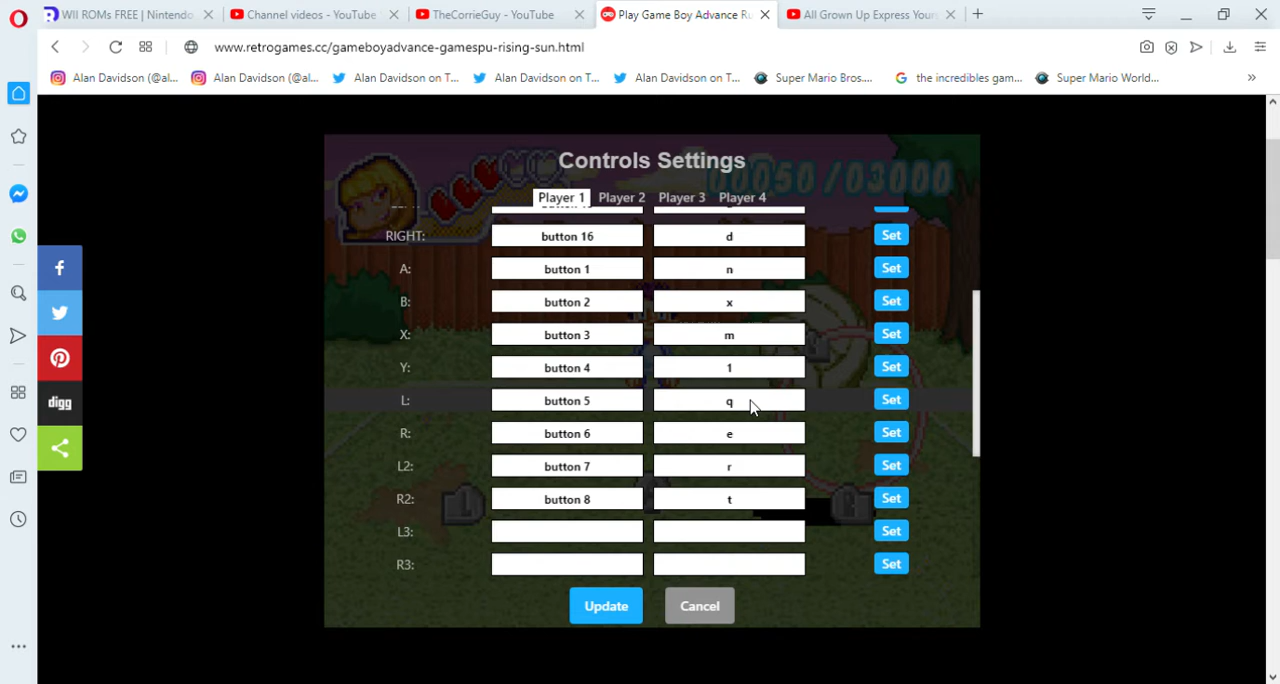 WII ROMs FREE | Nintendo
Channel videos - YouTube
TheCorrieGuy - YouTube
Play Game Boy Advance Ru
All Grown Up Express Yours
www.retrogames.cc/gameboyadvance-gamespu-rising-sun.html
Alan Davidson (@al...
Alan Davidson (@al...
Alan Davidson on T...
Alan Davidson on T...
Alan Davidson on T...
Super Mario Bros....
the incredibles gam...
Super Mario World...
Controls Settings
00050/03000
Player 1 Player 2 Player 3 Player 4
RIGHT: button 16 d Set
A: button 1 n Set
B: button 2 x Set
X: button 3 m Set
Y: button 4 1 Set
L: button 5 q Set
R: button 6 e Set
L2: button 7 r Set
R2: button 8 t Set
L3: Set
R3: Set
Update Cancel
digg
L
R